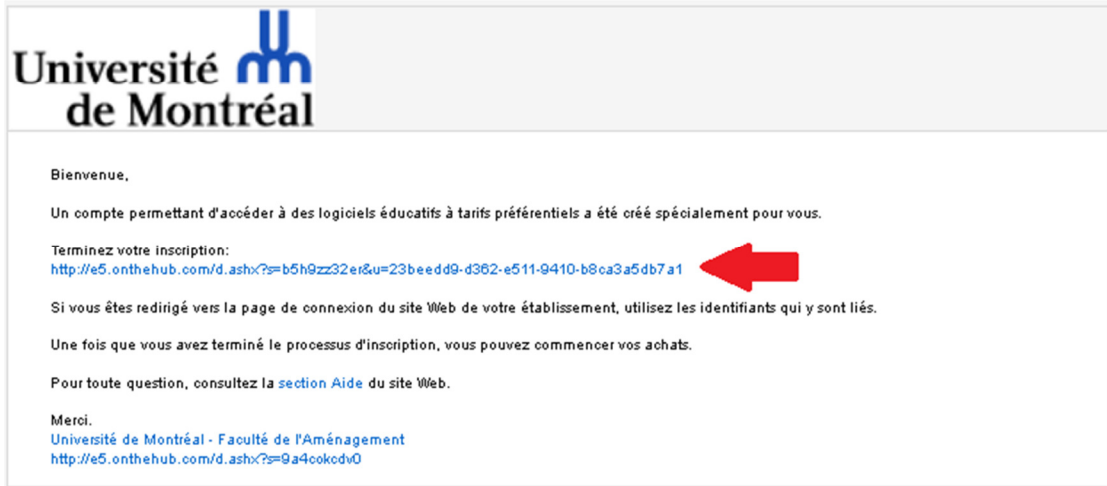 Université
de Montréal
Bienvenue,
Un compte permettant d'accéder à des logiciels éducatifs à tarifs préférentiels a été créé spécialement pour vous.
Terminez votre inscription:
http://e5.onthehub.com/d.ashx?s=b5h9zz32er&u=23beedd9-d362-e511-9410-b8ca3a5db7a1
Si vous êtes redirigé vers la page de connexion du site Web de votre établissement, utilisez les identifiants qui y sont liés.
Une fois que vous avez terminé le processus d'inscription, vous pouvez commencer vos achats.
Pour toute question, consultez la section Aide du site Web.
Merci.
Université de Montréal - Faculté de l'Aménagement
http://e5.onthehub.com/d.ashx?s=9a4cokcdv0